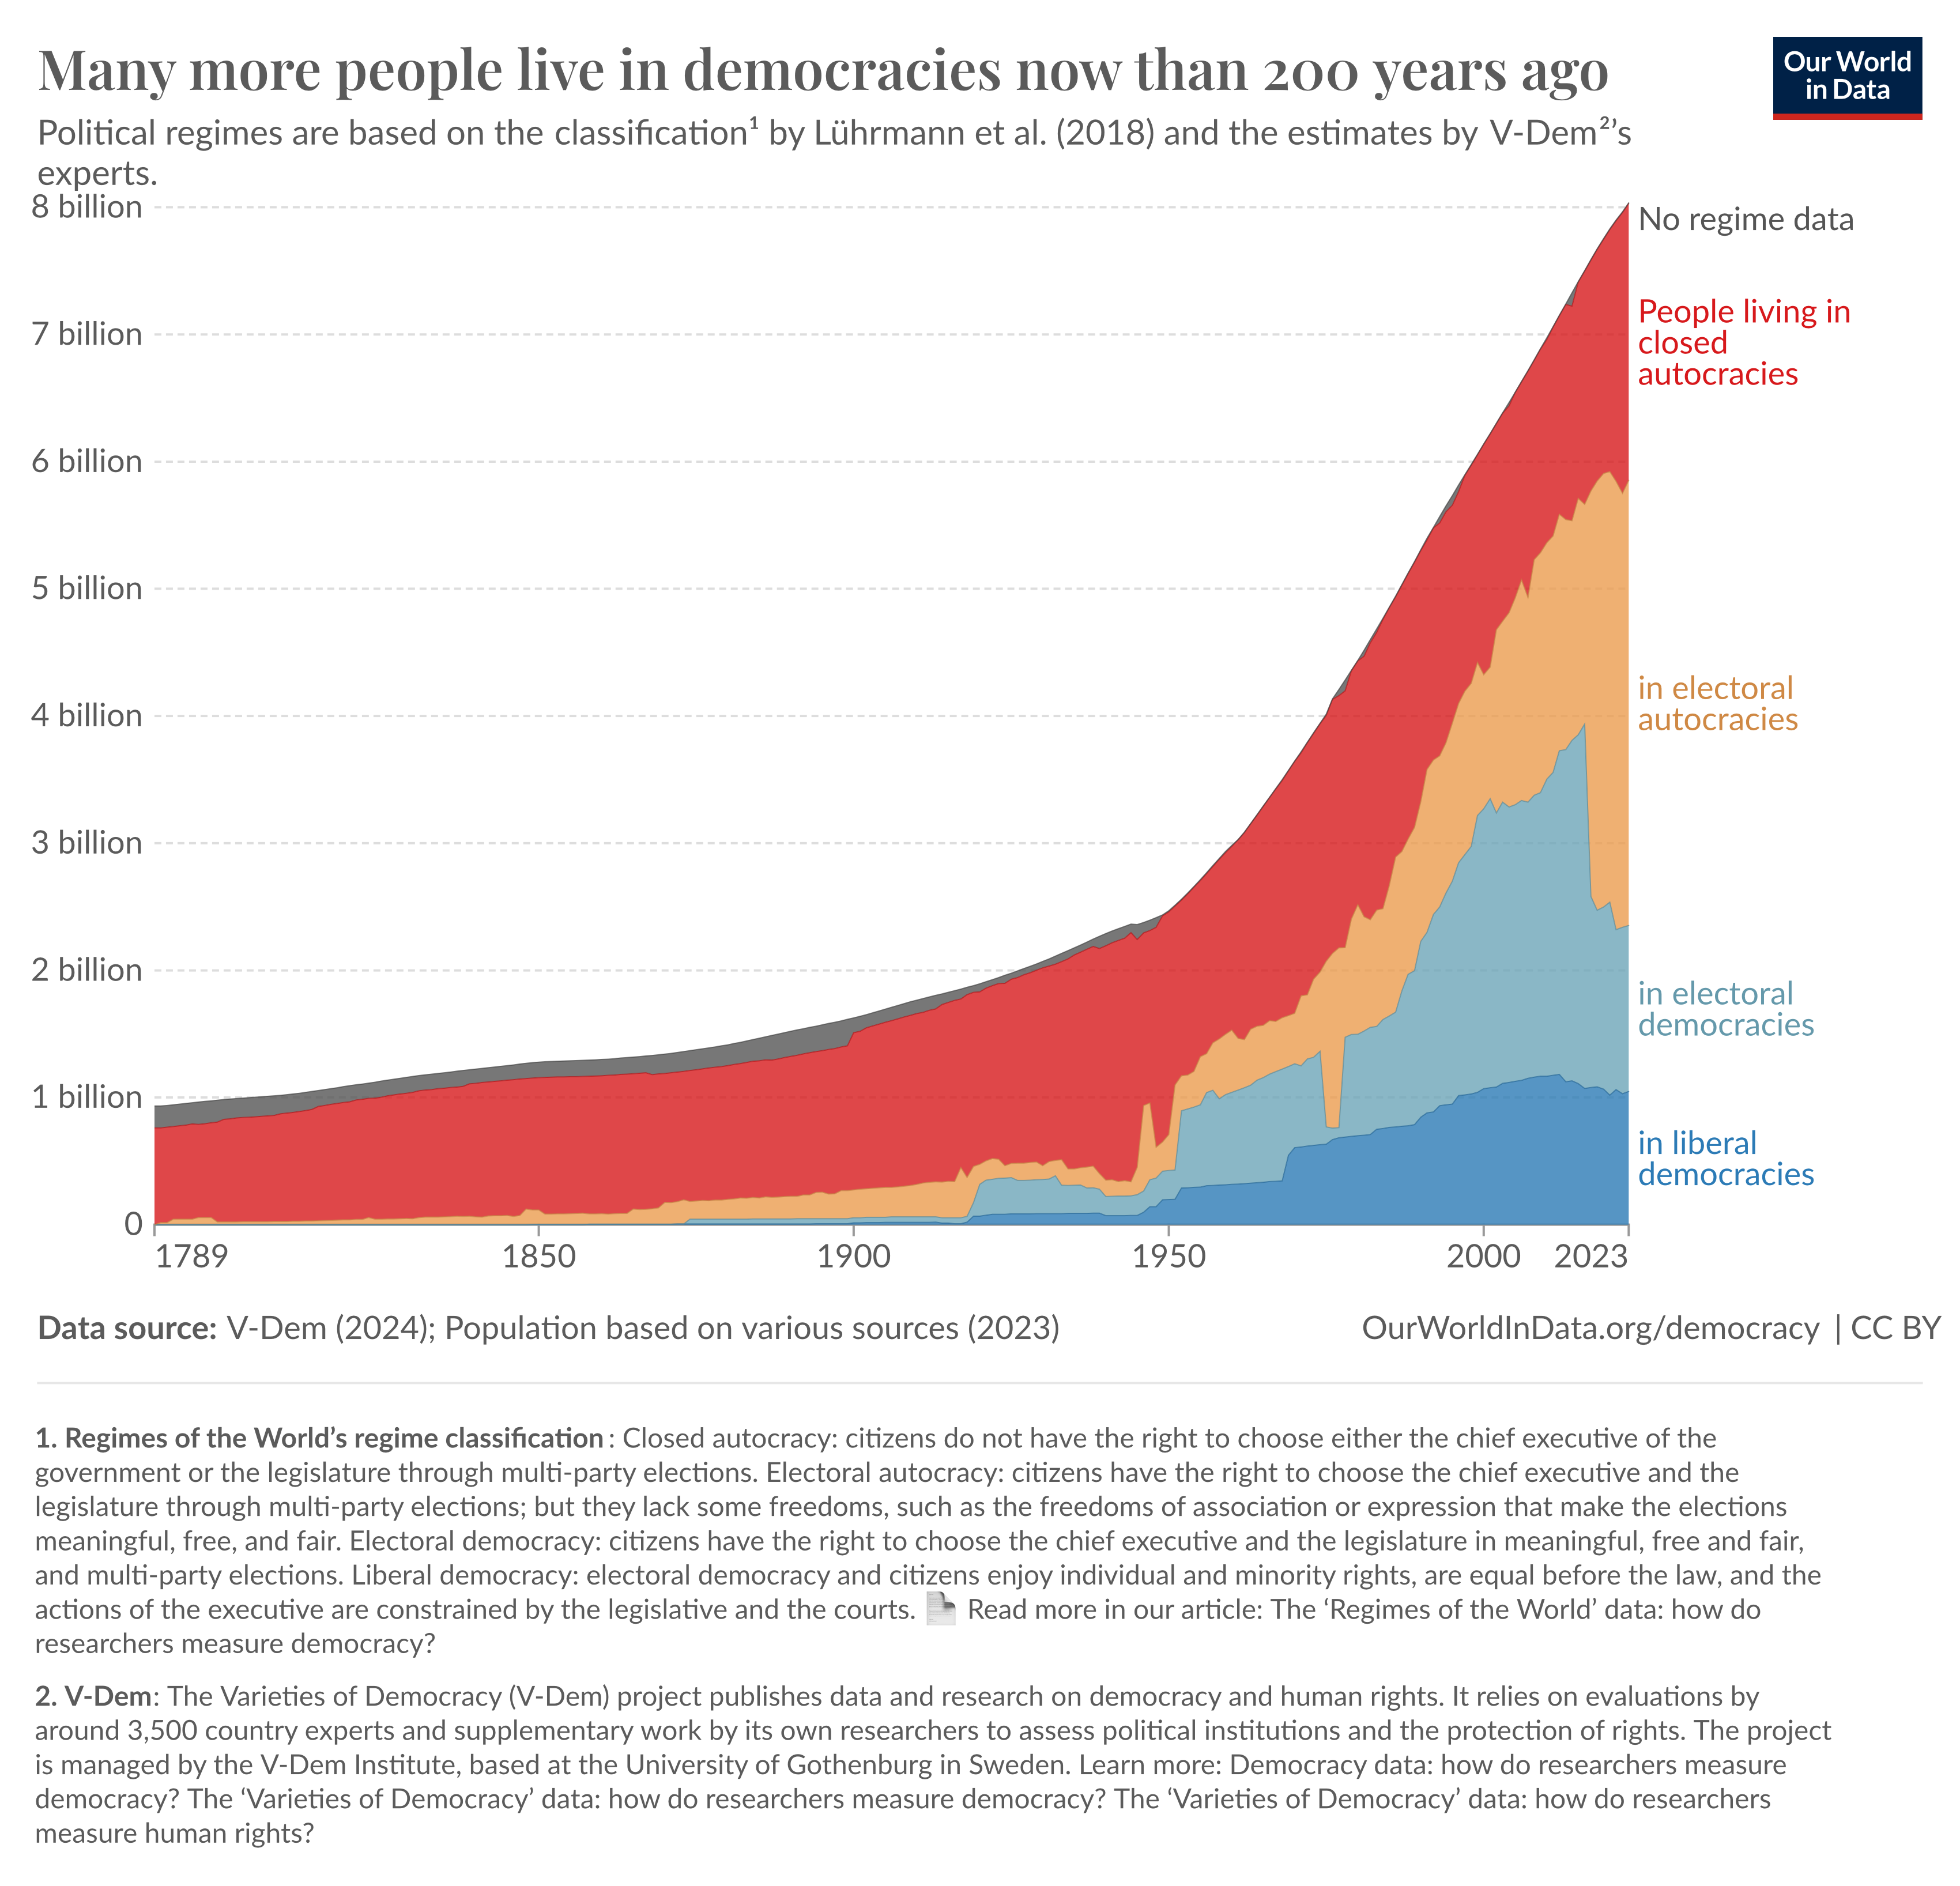 Many more people live in democracies now than 200 years ago
Our World
in Data
Political regimes are based on the classification¹ by Lührmann et al. (2018) and the estimates by V-Dem²’s
experts.
8 billion
7 billion
6 billion
5 billion
4 billion
3 billion
2 billion
1 billion
0
No regime data
People living in
closed
autocracies
in electoral
autocracies
in electoral
democracies
in liberal
democracies
1789 1850 1900 1950 2000 2023
Data source: V-Dem (2024); Population based on various sources (2023)
OurWorldInData.org/democracy | CC BY
1. Regimes of the World’s regime classification: Closed autocracy: citizens do not have the right to choose either the chief executive of the
government or the legislature through multi-party elections. Electoral autocracy: citizens have the right to choose the chief executive and the
legislature through multi-party elections; but they lack some freedoms, such as the freedoms of association or expression that make the elections
meaningful, free, and fair. Electoral democracy: citizens have the right to choose the chief executive and the legislature in meaningful, free and fair,
and multi-party elections. Liberal democracy: electoral democracy and citizens enjoy individual and minority rights, are equal before the law, and the
actions of the executive are constrained by the legislative and the courts. Read more in our article: The ‘Regimes of the World’ data: how do
researchers measure democracy?
2. V-Dem: The Varieties of Democracy (V-Dem) project publishes data and research on democracy and human rights. It relies on evaluations by
around 3,500 country experts and supplementary work by its own researchers to assess political institutions and the protection of rights. The project
is managed by the V-Dem Institute, based at the University of Gothenburg in Sweden. Learn more: Democracy data: how do researchers measure
democracy? The ‘Varieties of Democracy’ data: how do researchers measure democracy? The ‘Varieties of Democracy’ data: how do researchers
measure human rights?